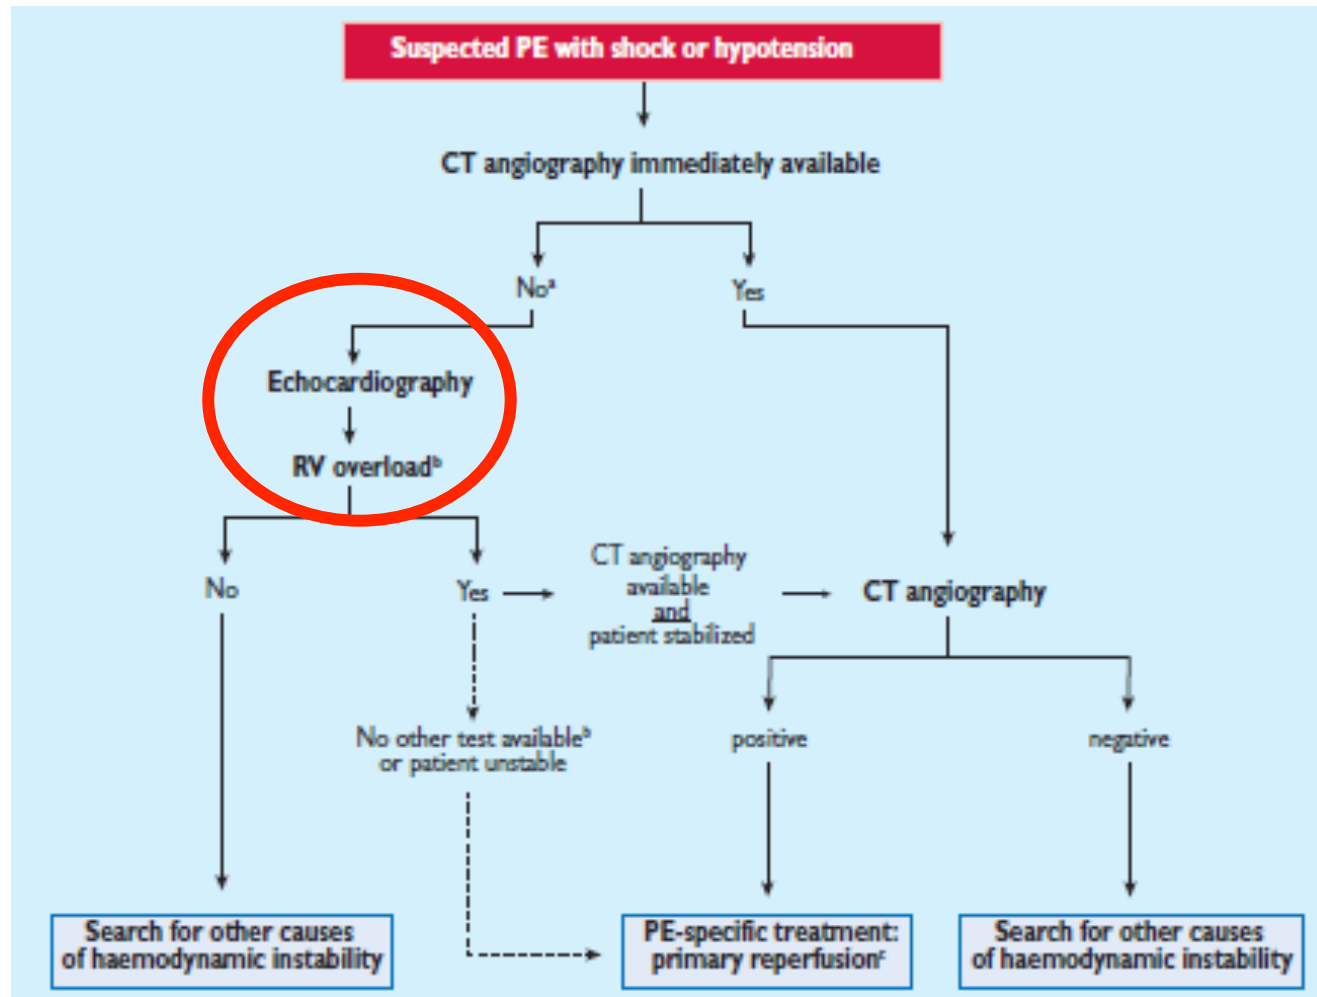 Suspected PE with shock or hypotension
CT angiography immediately available
Noᵃ
Yes
Echocardiography
RV overloadᵇ
No
Yes
CT angiography
available
and
patient stabilized
CT angiography
No other test availableᵇ
or patient unstable
positive
negative
Search for other causes
of haemodynamic instability
PE-specific treatment:
primary reperfusionᶜ
Search for other causes
of haemodynamic instability